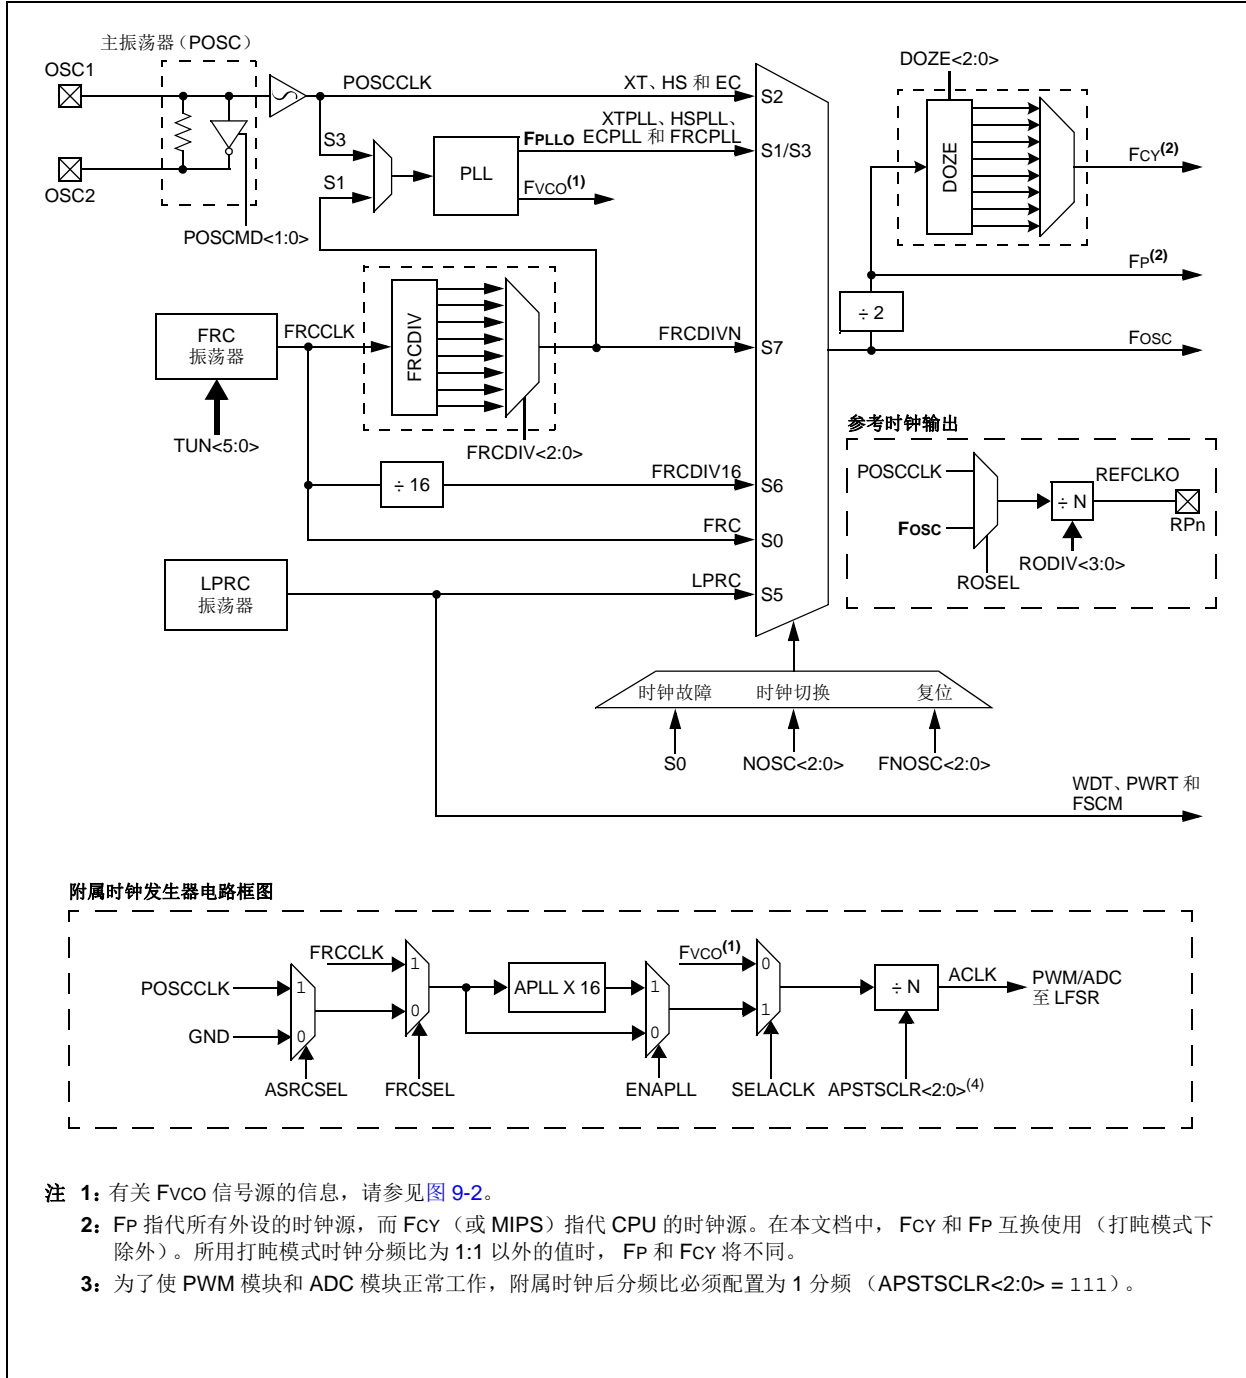 主振荡器（POSC）
OSC1
OSC2
POSCMD<1:0>
POSCCLK
XT、HS 和 EC
S2
S3
S1
PLL
FPLLO
XTPLL、HSPLL、
ECPLL 和 FRCPLL
S1/S3
FVCO(1)
DOZE<2:0>
DOZE
FCY(2)
FP(2)
÷ 2
FOSC
FRC
振荡器
TUN<5:0>
FRCCLK
FRCDIV
FRCDIV<2:0>
FRCDIVN
S7
÷ 16
FRCDIV16
S6
FRC
S0
LPRC
振荡器
LPRC
S5
参考时钟输出
POSCCLK
FOSC
ROSEL
÷ N
RODIV<3:0>
REFCLKO
RPn
时钟故障
时钟切换
复位
S0
NOSC<2:0>
FNOSC<2:0>
WDT、PWRT 和
FSCM
附属时钟发生器电路框图
POSCCLK
GND
1
0
ASRCSEL
FRCCLK
1
0
FRCSEL
APLL X 16
1
0
ENAPLL
FVCO(1)
0
1
SELACLK
÷ N
APSTSCLR<2:0>(4)
ACLK
PWM/ADC
至 LFSR
注 1: 有关 FVCO 信号源的信息，请参见图 9-2。
2: FP 指代所有外设的时钟源，而 FCY （或 MIPS）指代 CPU 的时钟源。在本文档中， FCY 和 FP 互换使用 （打盹模式下
除外）。所用打盹模式时钟分频比为 1:1 以外的值时， FP 和 FCY 将不同。
3: 为了使 PWM 模块和 ADC 模块正常工作，附属时钟后分频比必须配置为 1 分频 （APSTSCLR<2:0> = 111）。